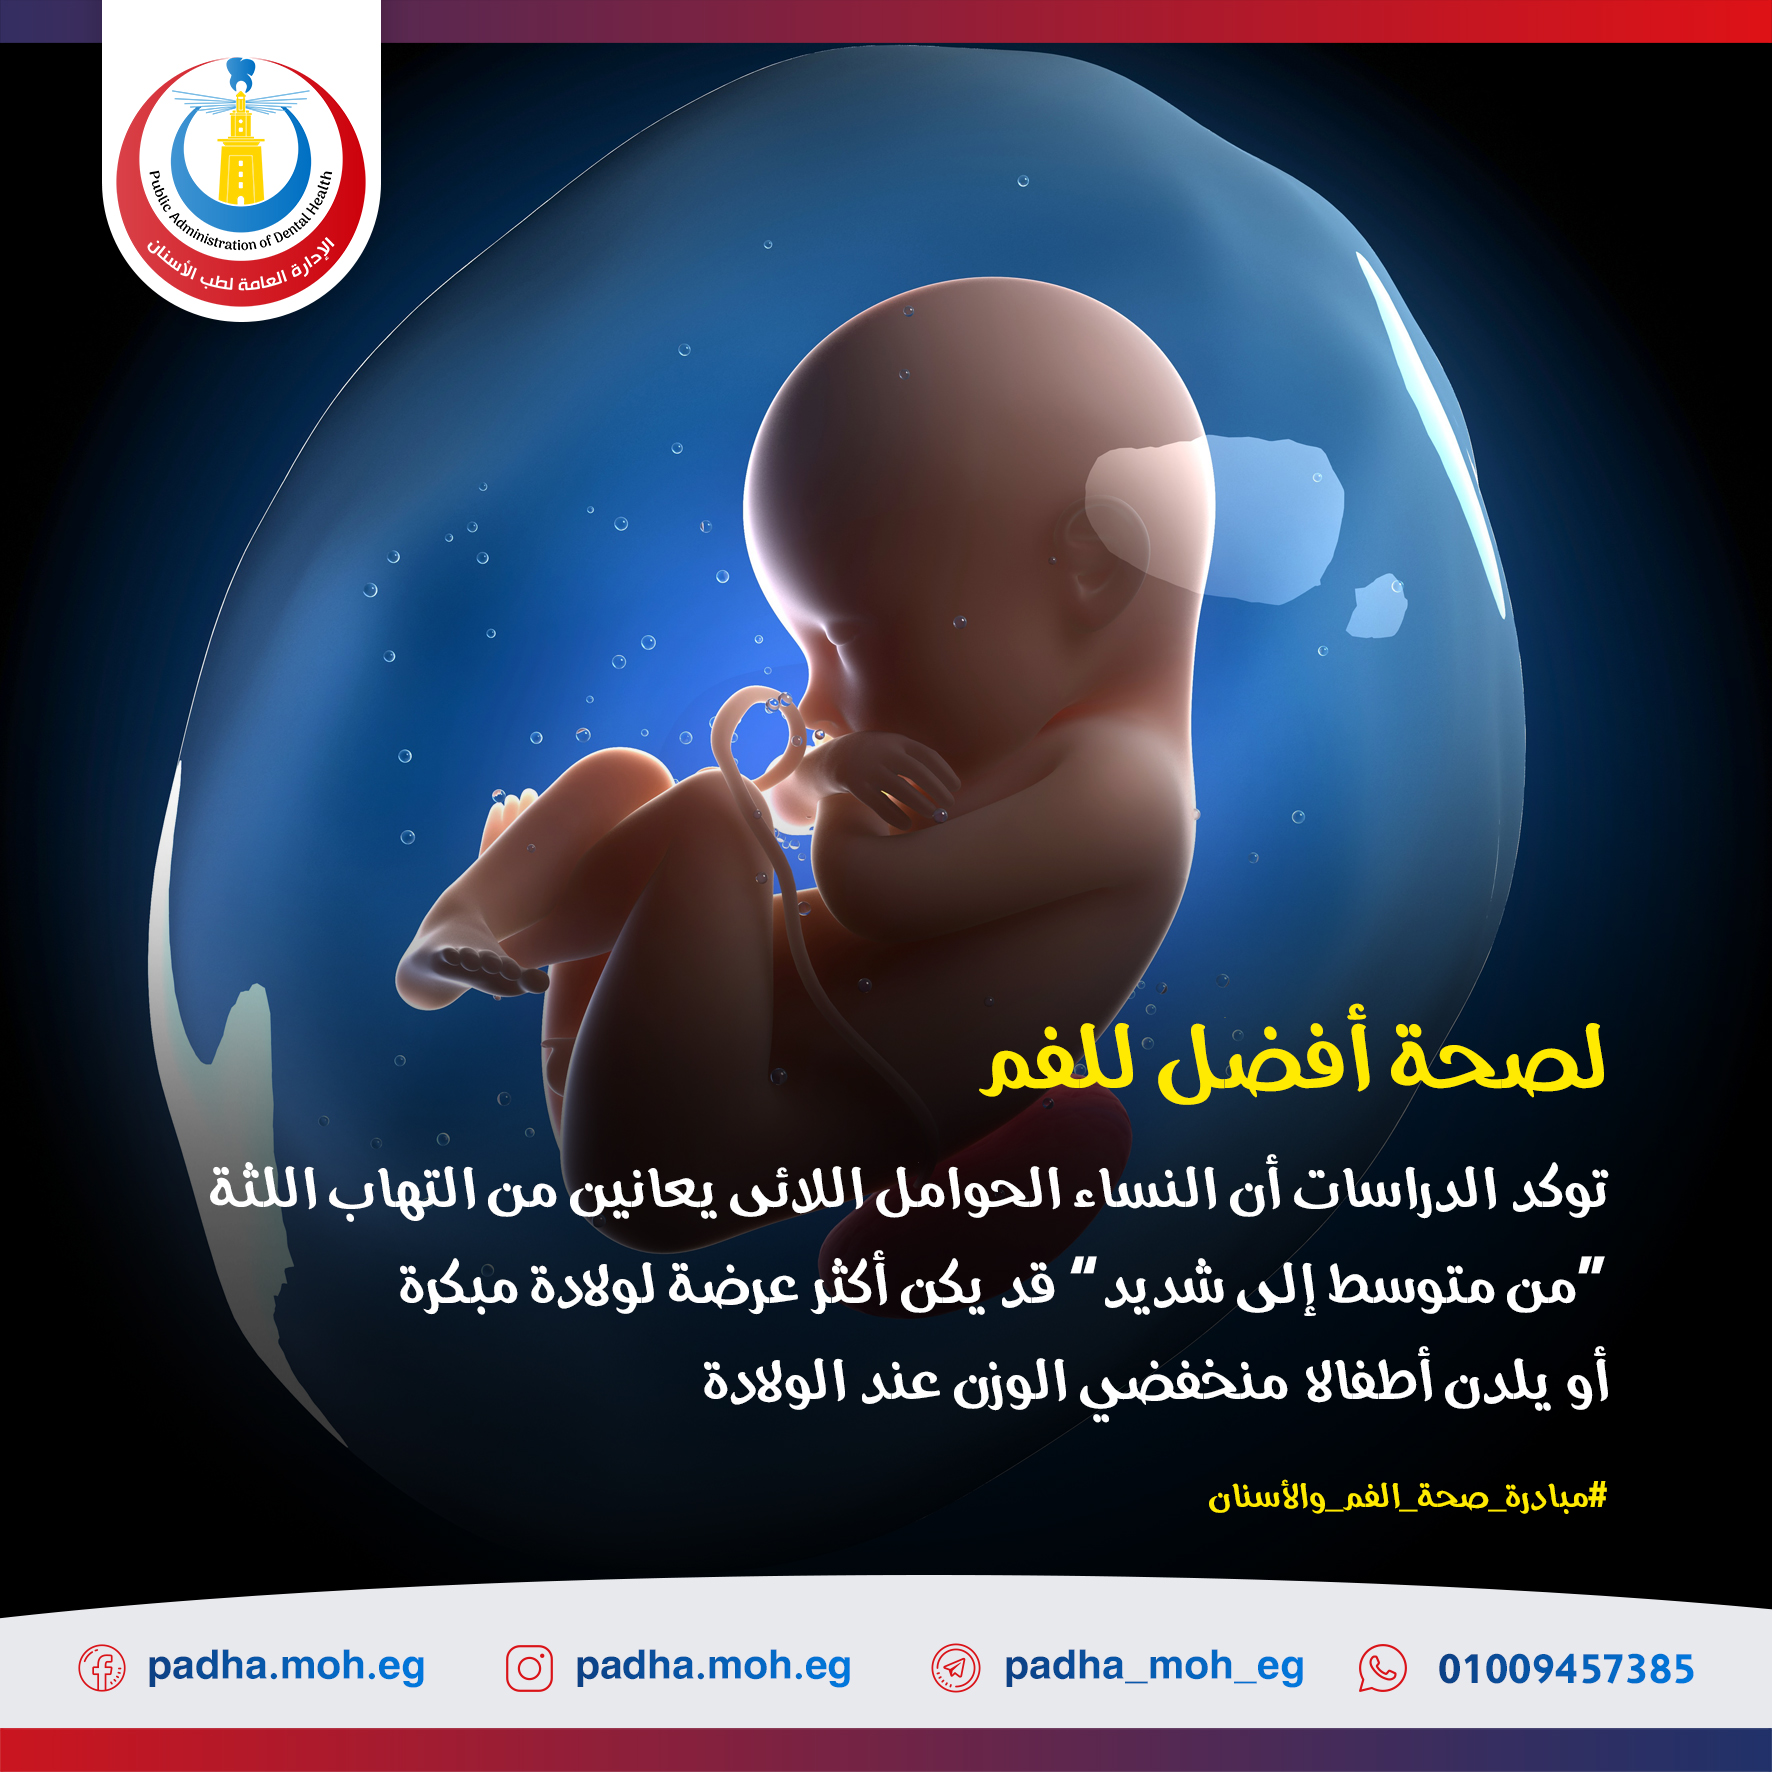 Public Administration of Dental Health
الإدارة العامة لطب الأسنان
لصحة أفضل للفم
توكد الدراسات أن النساء الحوامل اللائى يعانين من التهاب اللثة
”من متوسط إلى شديد“ قد يكن أكثر عرضة لولادة مبكرة
أو يلدن أطفالا منخفضي الوزن عند الولادة
#مبادرة_صحة_الفم_والأسنان
padha.moh.eg
padha.moh.eg
padha_moh_eg
01009457385